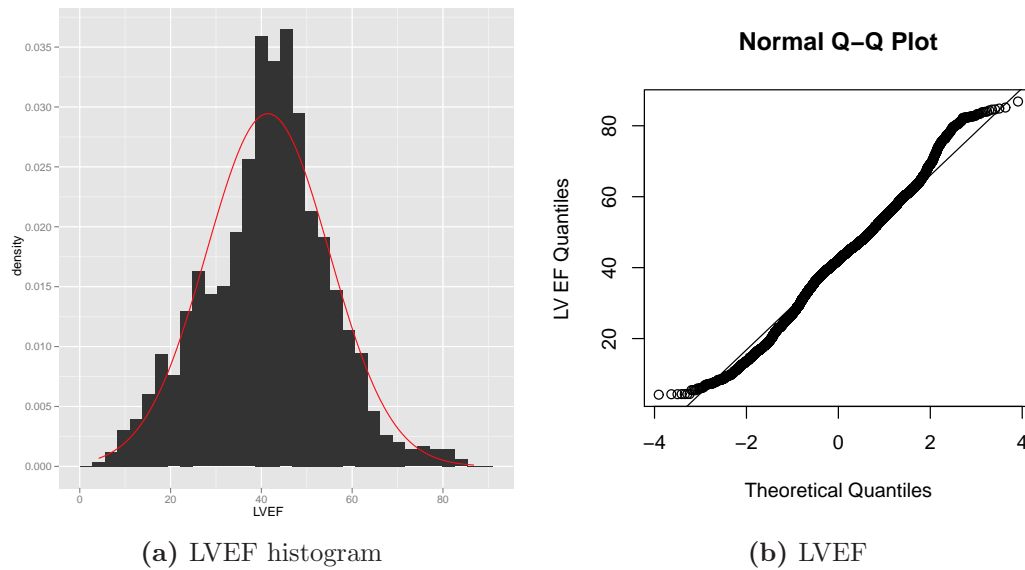 0.035
0.030
0.025
0.020
0.015
0.010
0.005
0.000
density
0 20 40 60 80
LVEF
(a) LVEF histogram
Normal Q−Q Plot
LV EF Quantiles
80
60
40
20
−4 −2 0 2 4
Theoretical Quantiles
(b) LVEF